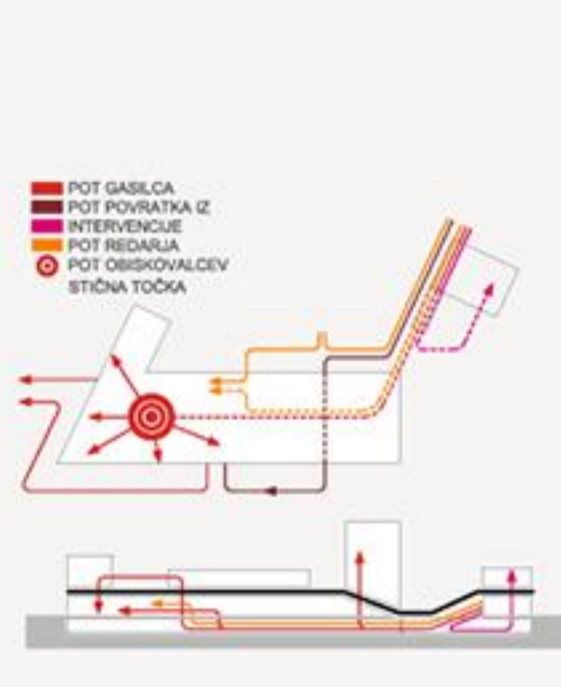 POT GASILCA
POT POVRATKA IZ
INTERVENCIJE
POT REDARJA
POT OBISKOVALCEV
STIČNA TOČKA